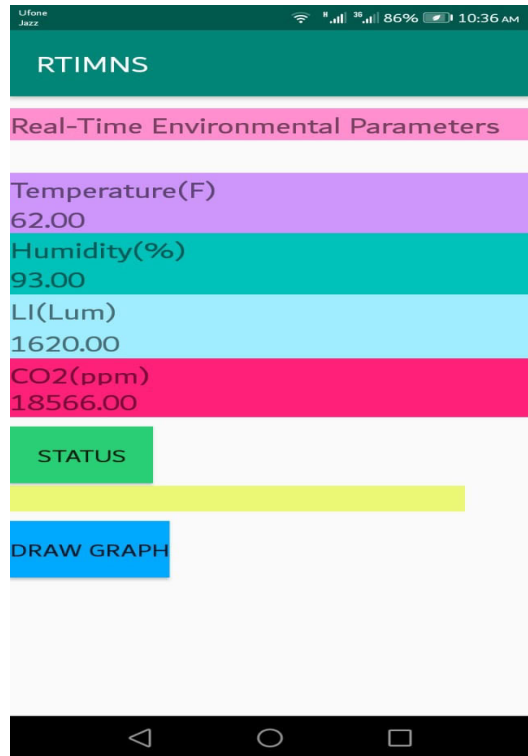 Ufone
Jazz
H 3G 86% 10:36 AM
RTIMNS
Real-Time Environmental Parameters
Temperature(F)
62.00
Humidity(%)
93.00
LI(Lum)
1620.00
CO2(ppm)
18566.00
STATUS
DRAW GRAPH